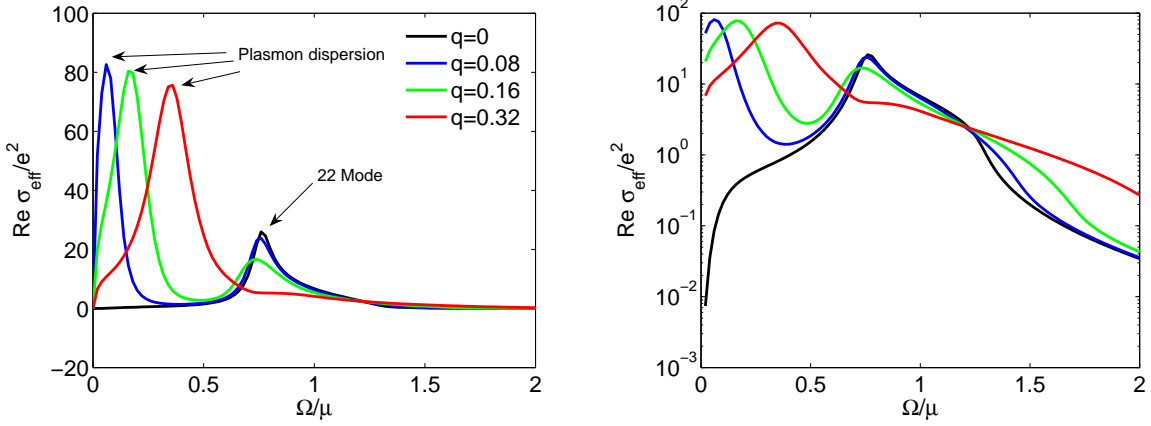 100
80
60
40
20
0
−20
Re σ_eff/e²
Plasmon dispersion
22 Mode
q=0
q=0.08
q=0.16
q=0.32
0 0.5 1 1.5 2
Ω/μ
10²
10¹
10⁰
10⁻¹
10⁻²
10⁻³
Re σ_eff/e²
0 0.5 1 1.5 2
Ω/μ